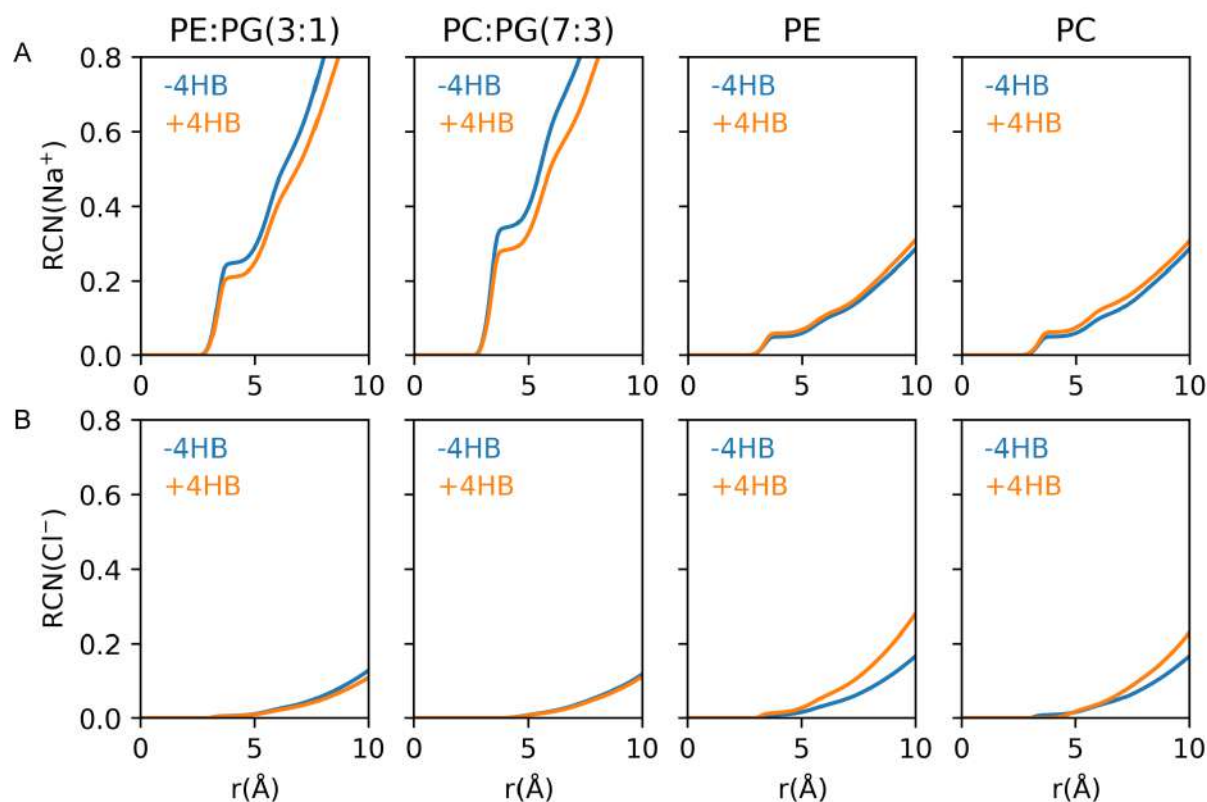 PE:PG(3:1) PC:PG(7:3) PE PC
A
0.8 -4HB -4HB -4HB -4HB
0.6 +4HB +4HB +4HB +4HB
RCN(Na⁺)
0.4
0.2
0.0
0 5 10 0 5 10 0 5 10 0 5 10
B
0.8 -4HB -4HB -4HB -4HB
0.6 +4HB +4HB +4HB +4HB
RCN(Cl⁻)
0.4
0.2
0.0
0 5 10 0 5 10 0 5 10 0 5 10
r(Å) r(Å) r(Å) r(Å)